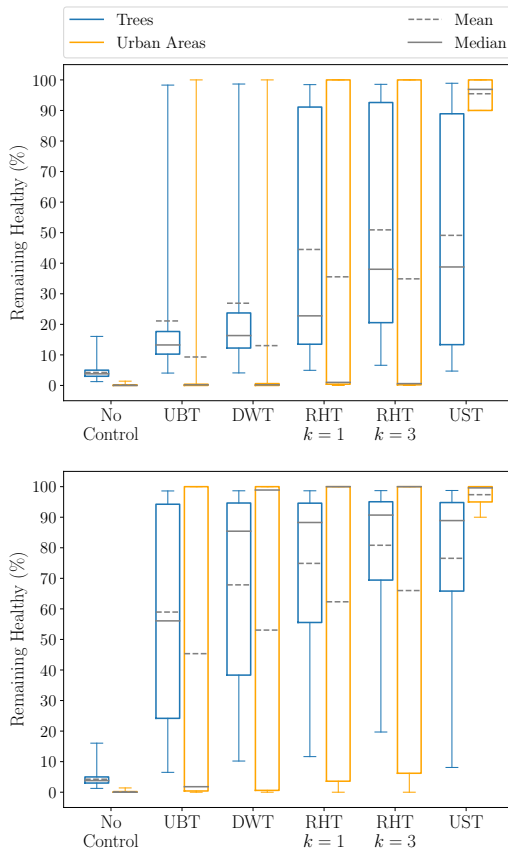 Trees
Urban Areas
Mean
Median
Remaining Healthy (%)
100
90
80
70
60
50
40
30
20
10
0
No
Control
UBT
DWT
RHT
k = 1
RHT
k = 3
UST
Remaining Healthy (%)
100
90
80
70
60
50
40
30
20
10
0
No
Control
UBT
DWT
RHT
k = 1
RHT
k = 3
UST